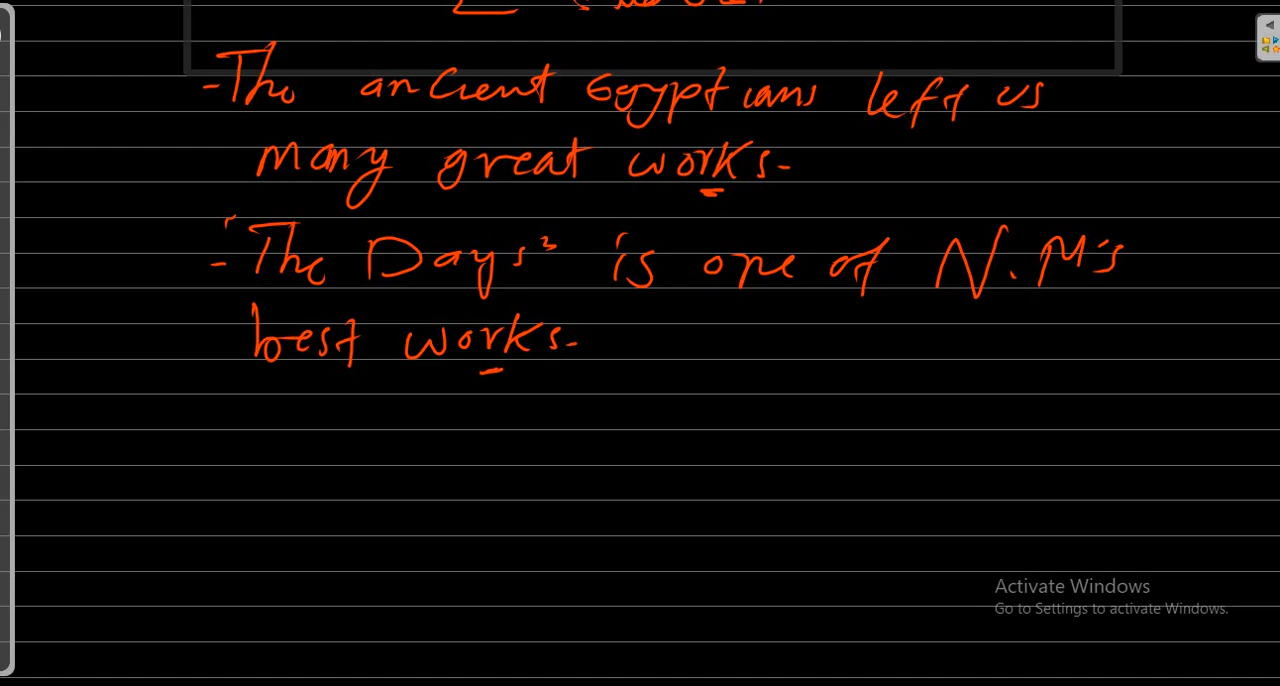 - The ancient Egyptians left us
many great works.
- "The Days" is one of N.M's
best works.
Activate Windows
Go to Settings to activate Windows.